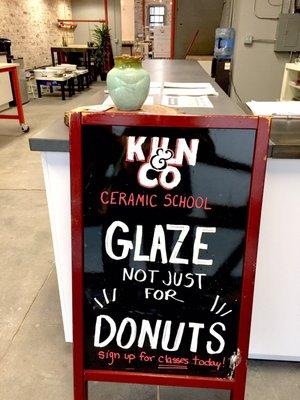 KILN
& CO
CERAMIC SCHOOL
GLAZE
NOT JUST
FOR
DONUTS
sign up for classes today!